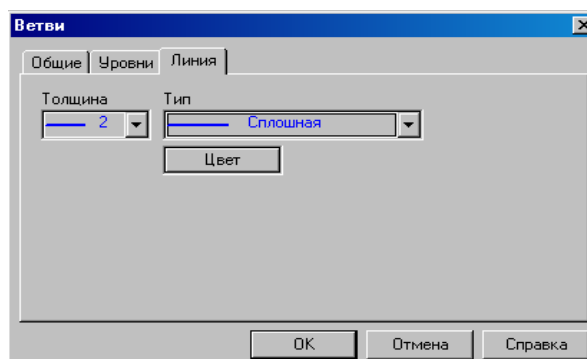 Ветви
Общие Уровни Линия
Толщина Тип
2 Сплошная
Цвет
OK Отмена Справка